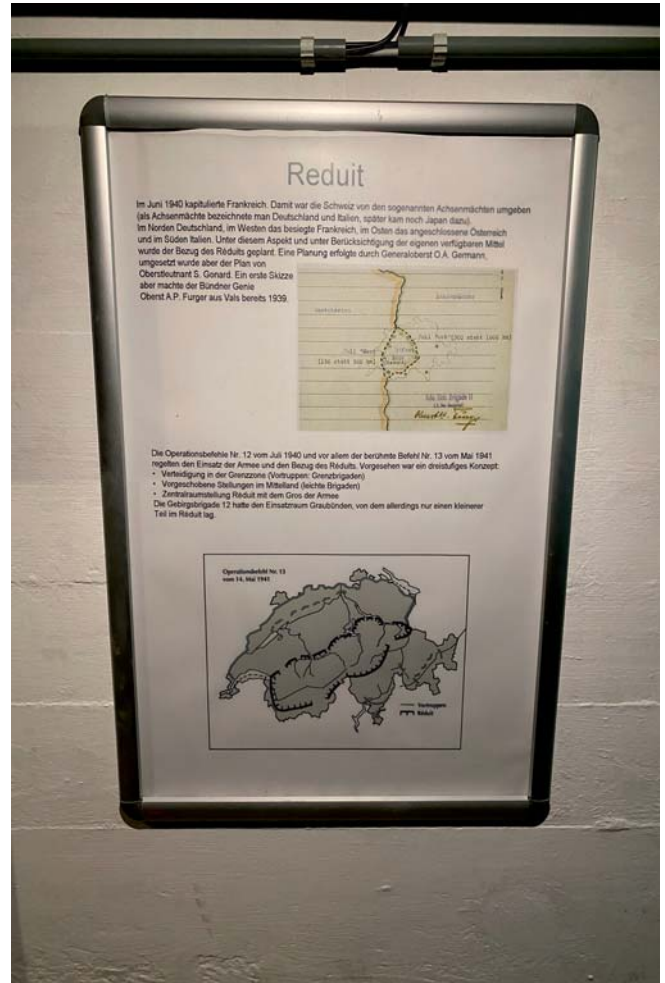 Reduit
Im Juni 1940 kapitulierte Frankreich. Damit war die Schweiz von den sogenannten Achsenmächten umgeben
(als Achsenmächte bezeichnete man Deutschland und Italien, später kam noch Japan dazu).
Im Norden Deutschland, im Westen das besiegte Frankreich, im Osten das angeschlossene Österreich
und im Süden Italien. Unter diesem Aspekt und unter Berücksichtigung der eigenen verfügbaren Mittel
wurde der Bezug des Réduits geplant. Eine Planung erfolgte durch Generaloberst O.A. Germann,
umgesetzt wurde aber der Plan von
Oberstleutnant S. Gonard. Ein erste Skizze
aber machte der Bündner Genie
Oberst A.P. Furger aus Vals bereits 1939.
Die Operationsbefehle Nr. 12 vom Juli 1940 und vor allem der berühmte Befehl Nr. 13 vom Mai 1941
regelten den Einsatz der Armee und den Bezug des Réduits. Vorgesehen war ein dreistufiges Konzept:
• Verteidigung in der Grenzzone (Vortruppen: Grenzbrigaden)
• Vorgeschobene Stellungen im Mittelland (leichte Brigaden)
• Zentralraumstellung Réduit mit dem Gros der Armee
Die Gebirgsbrigade 12 hatte den Einsatzraum Graubünden, von dem allerdings nur einen kleinerer
Teil im Réduit lag.
Operationsbefehl Nr. 13
vom 14. Mai 1941
Vortruppen
Réduit